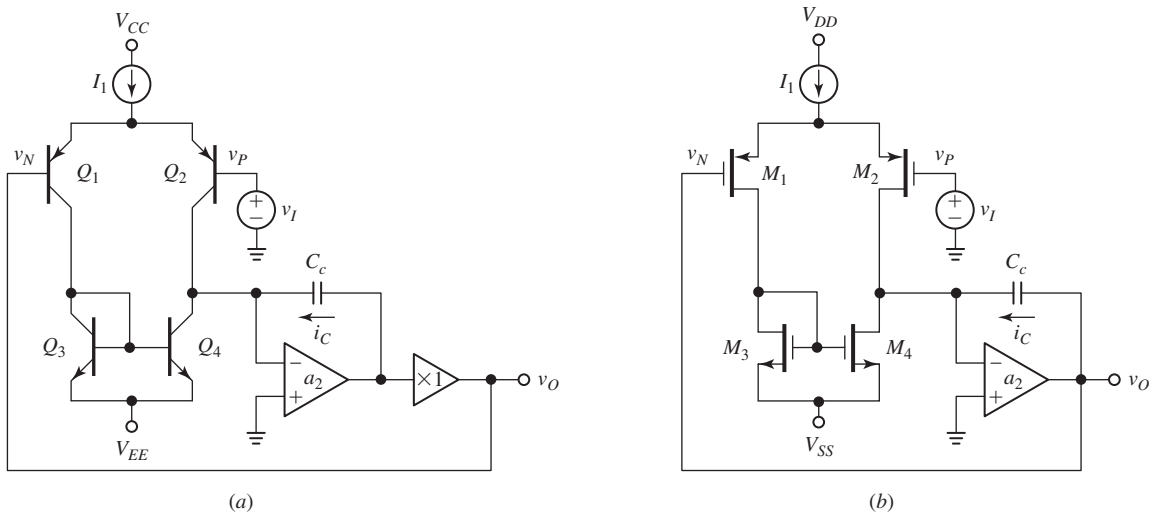 V_CC
I_1
v_N
Q_1
Q_2
v_P
+
−
v_I
C_c
i_C
Q_3
Q_4
−
a_2
+
×1
v_O
V_EE
(a)
V_DD
I_1
v_N
M_1
M_2
v_P
+
−
v_I
C_c
i_C
M_3
M_4
−
a_2
+
v_O
V_SS
(b)